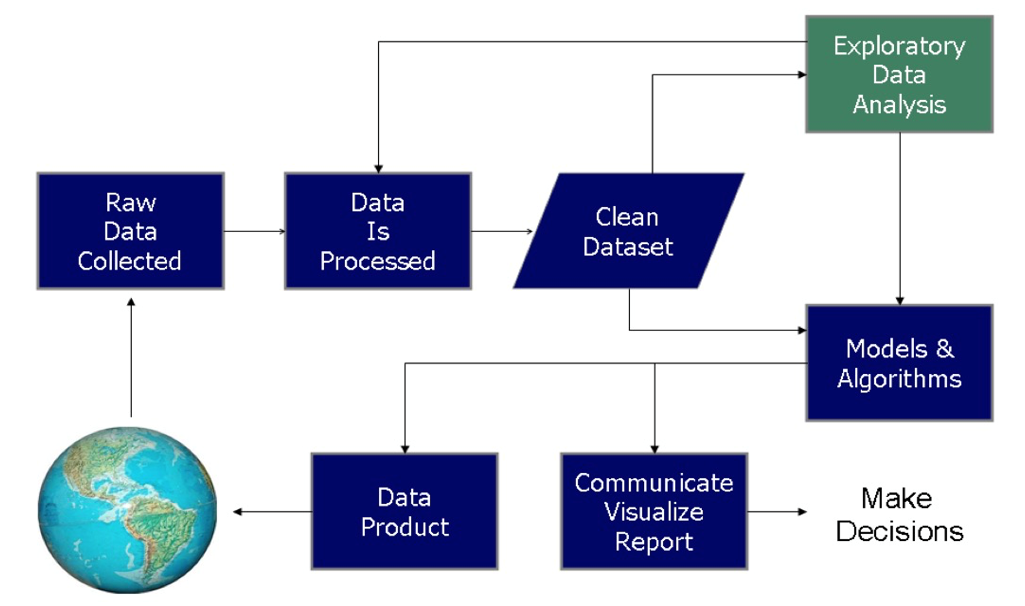 Exploratory
Data
Analysis
Raw
Data
Collected
Data
Is
Processed
Clean
Dataset
Models &
Algorithms
Data
Product
Communicate
Visualize
Report
Make
Decisions